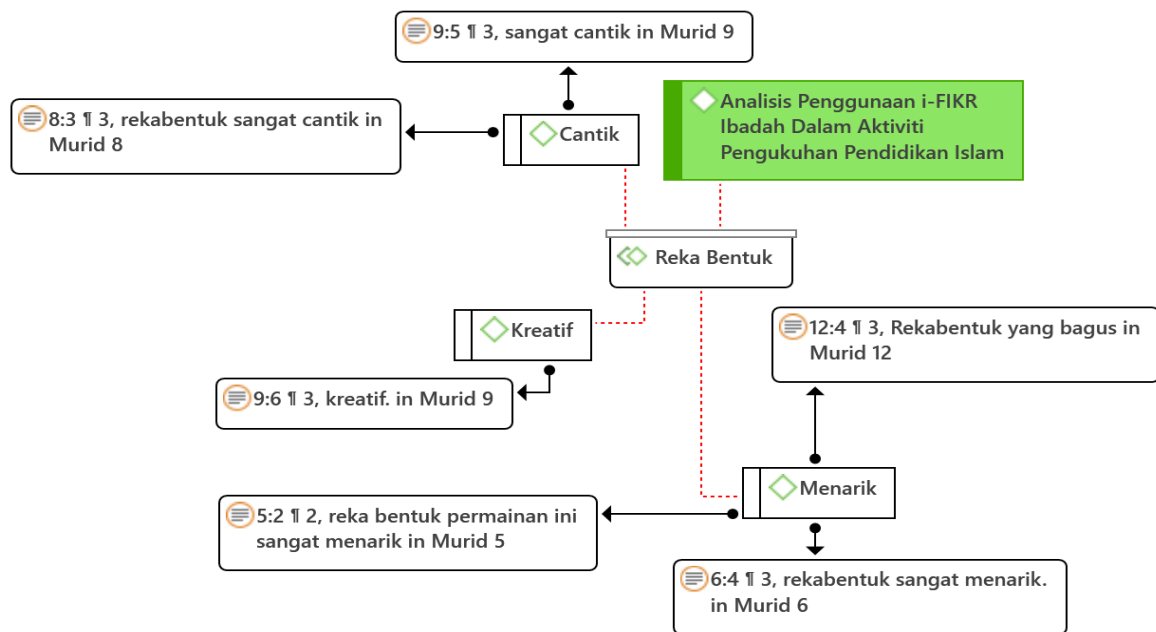 9:5 ¶ 3, sangat cantik in Murid 9
8:3 ¶ 3, rekabentuk sangat cantik in
Murid 8
Cantik
Analisis Penggunaan i-FIKR
Ibadah Dalam Aktiviti
Pengukuhan Pendidikan Islam
Reka Bentuk
Kreatif
12:4 ¶ 3, Rekabentuk yang bagus in
Murid 12
9:6 ¶ 3, kreatif. in Murid 9
Menarik
5:2 ¶ 2, reka bentuk permainan ini
sangat menarik in Murid 5
6:4 ¶ 3, rekabentuk sangat menarik.
in Murid 6